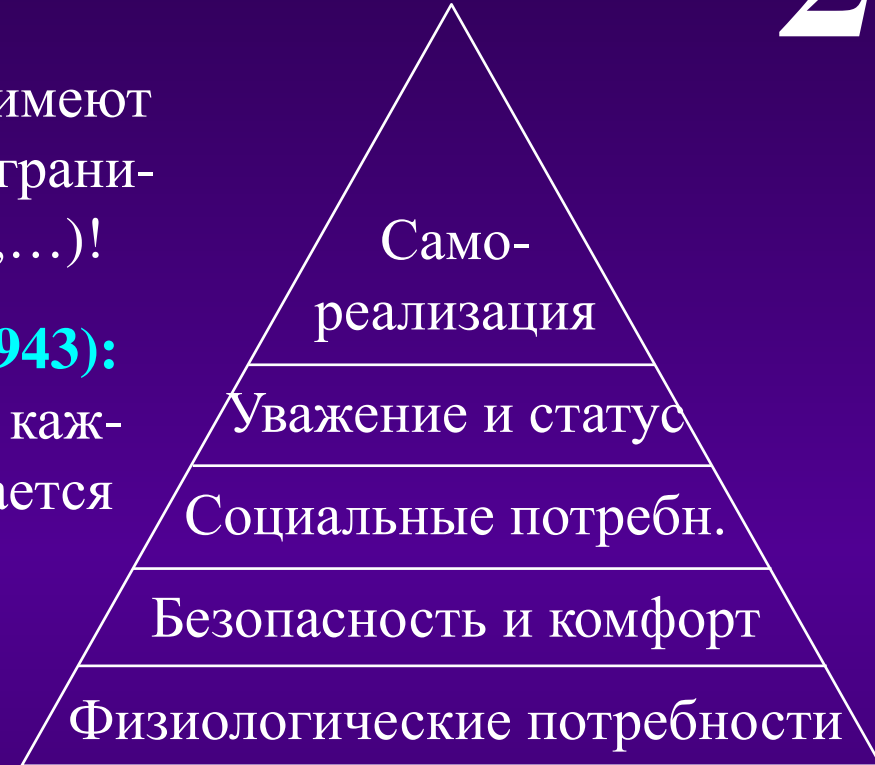 имеют
грани-
,…)!
943):
каж-
ается
Само-
реализация
Уважение и статус
Социальные потребн.
Безопасность и комфорт
Физиологические потребности